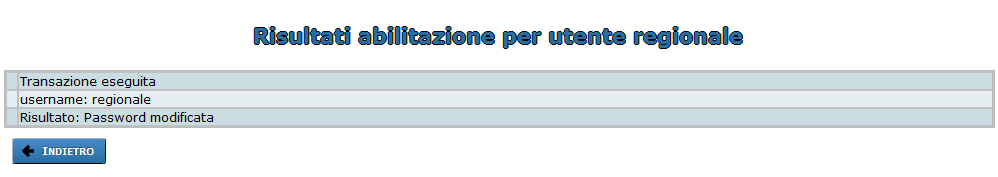 Risultati abilitazione per utente regionale
Transazione eseguita
username: regionale
Risultato: Password modificata
INDIETRO